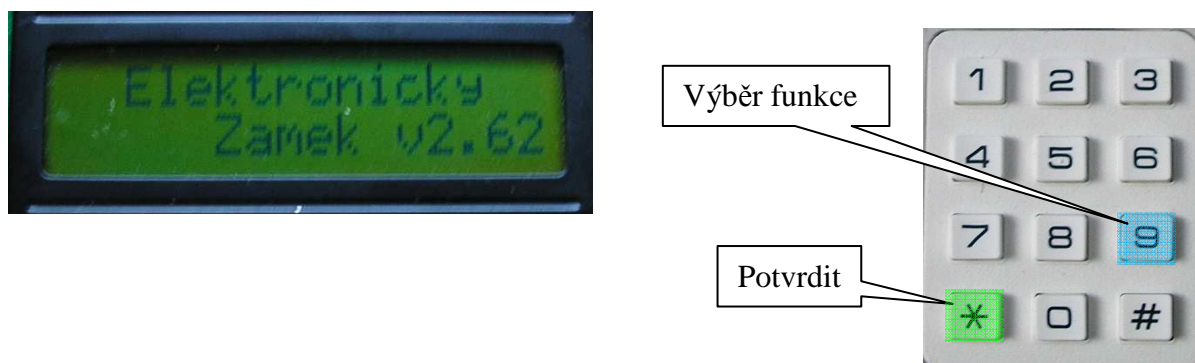 Elektronicky
Zamek v2.62
Výběr funkce
Potvrdit
1 2 3
4 5 6
7 8 9
* 0 #